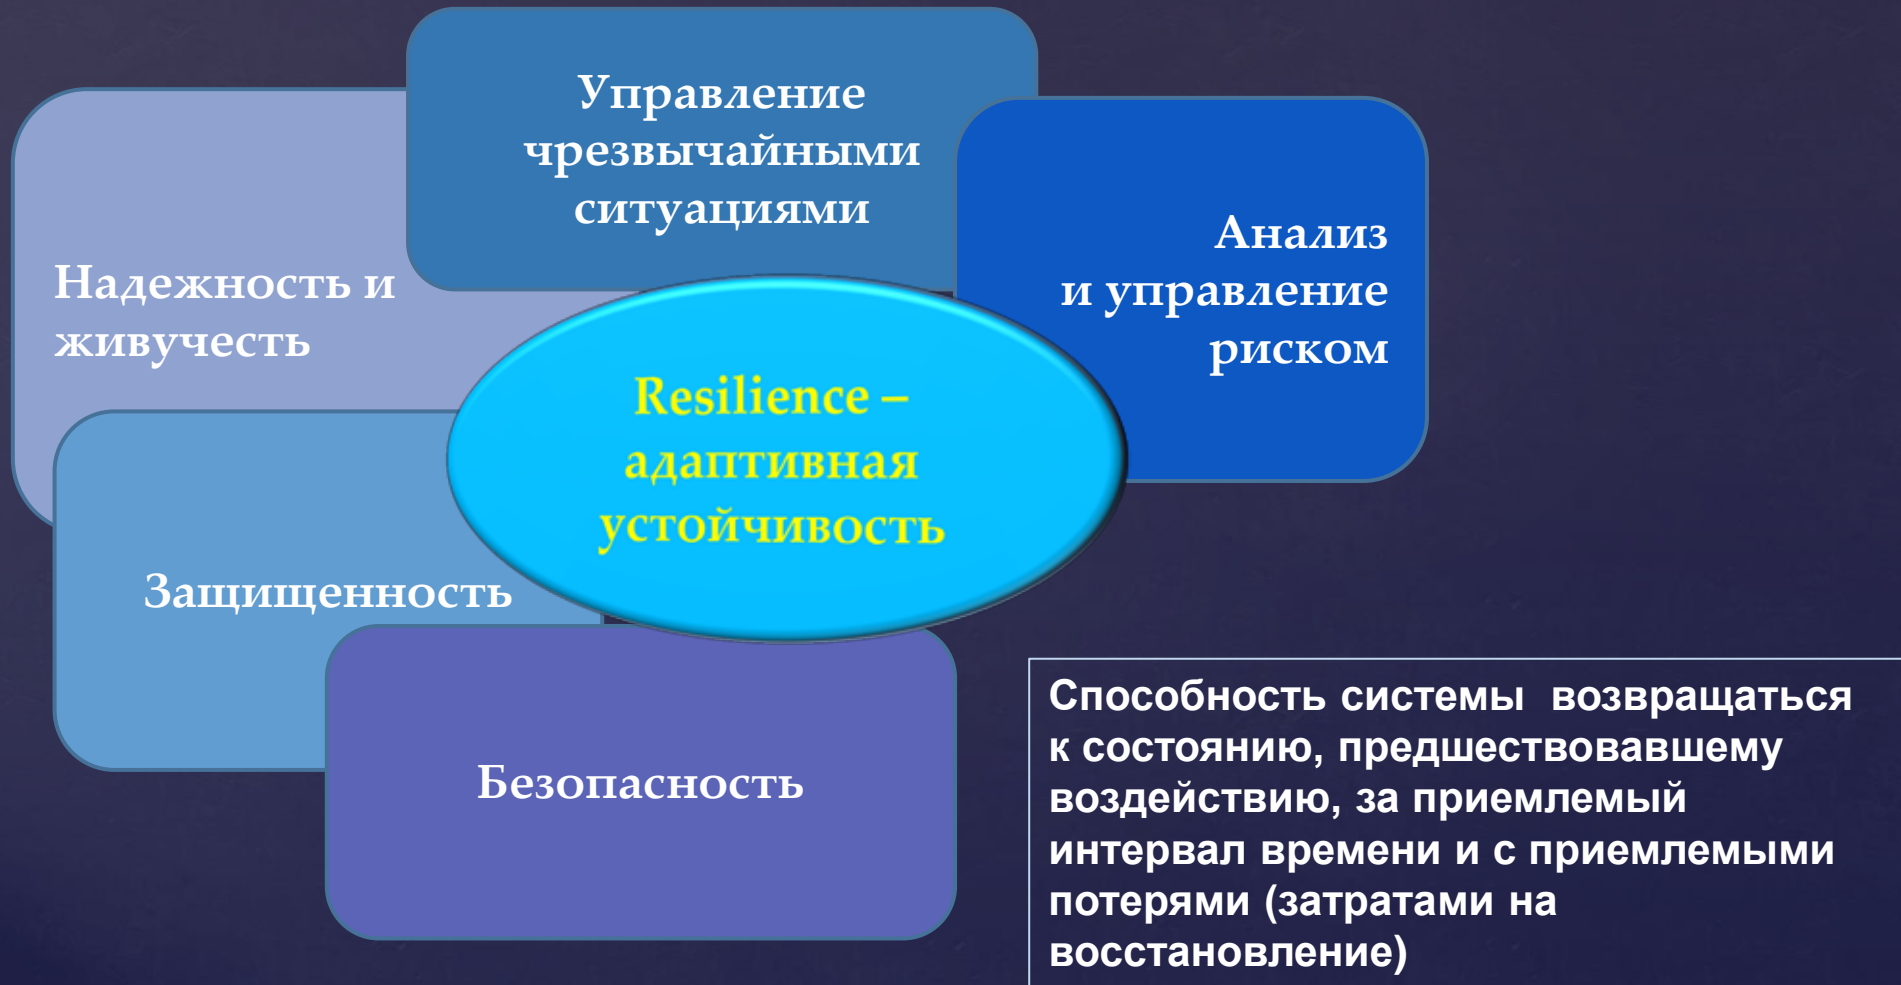 Управление
чрезвычайными
ситуациями
Анализ
и управление
риском
Надежность и
живучесть
Resilience –
адаптивная
устойчивость
Защищенность
Безопасность
Способность системы возвращаться
к состоянию, предшествовавшему
воздействию, за приемлемый
интервал времени и с приемлемыми
потерями (затратами на
восстановление)